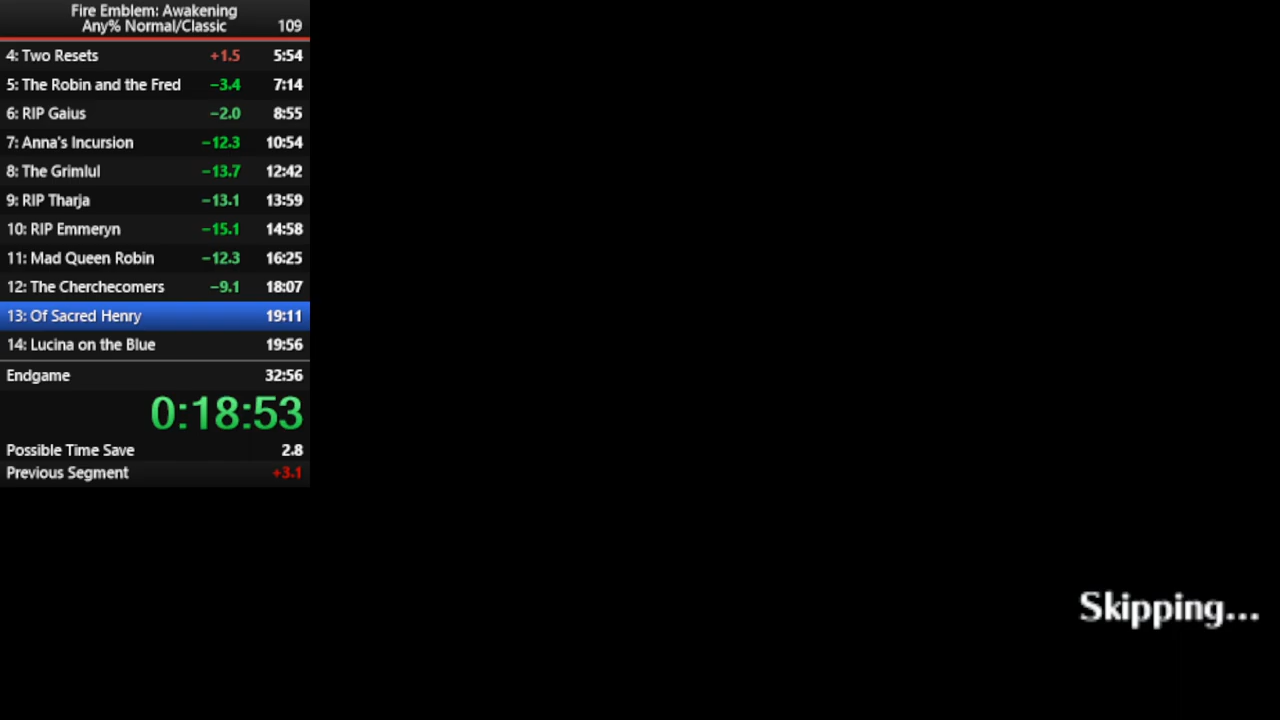 Fire Emblem: Awakening
Any% Normal/Classic 109
4: Two Resets +1.5 5:54
5: The Robin and the Fred −3.4 7:14
6: RIP Gaius −2.0 8:55
7: Anna's Incursion −12.3 10:54
8: The Grimlul −13.7 12:42
9: RIP Tharja −13.1 13:59
10: RIP Emmeryn −15.1 14:58
11: Mad Queen Robin −12.3 16:25
12: The Cherchecomers −9.1 18:07
13: Of Sacred Henry 19:11
14: Lucina on the Blue 19:56
Endgame 32:56
0:18:53
Possible Time Save 2.8
Previous Segment +3.1
Skipping...